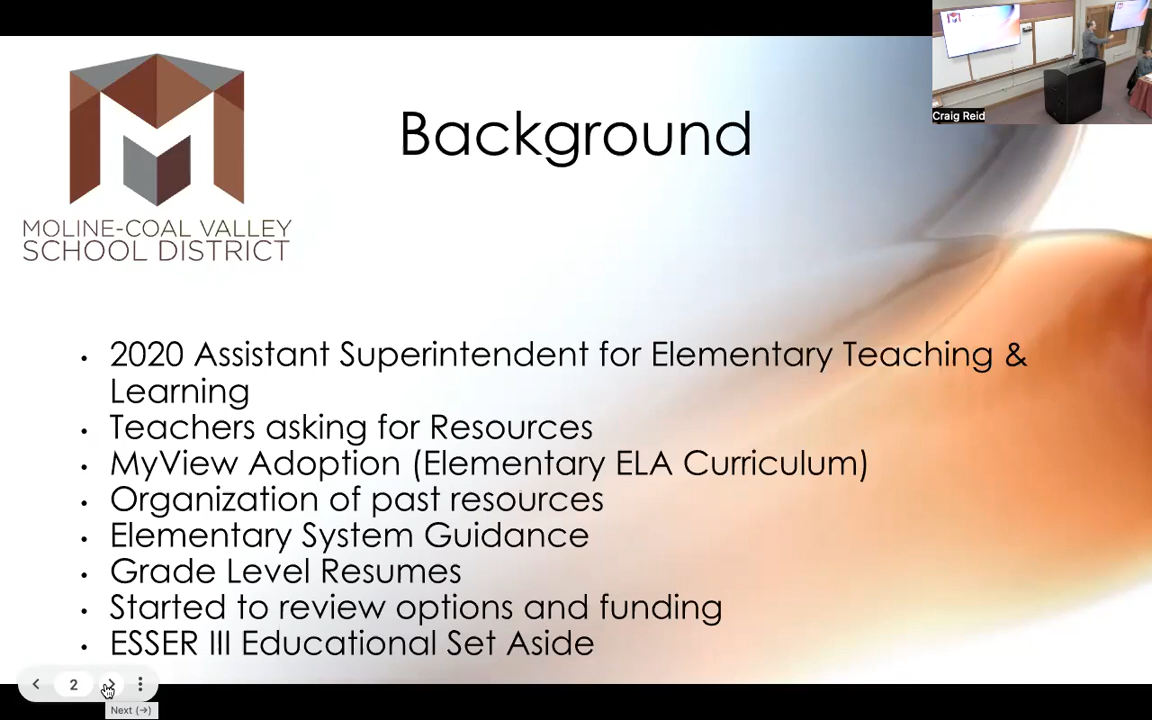 Craig Reid
Background
MOLINE-COAL VALLEY
SCHOOL DISTRICT
• 2020 Assistant Superintendent for Elementary Teaching &
Learning
• Teachers asking for Resources
• MyView Adoption (Elementary ELA Curriculum)
• Organization of past resources
• Elementary System Guidance
• Grade Level Resumes
• Started to review options and funding
• ESSER III Educational Set Aside
2
Next (→)